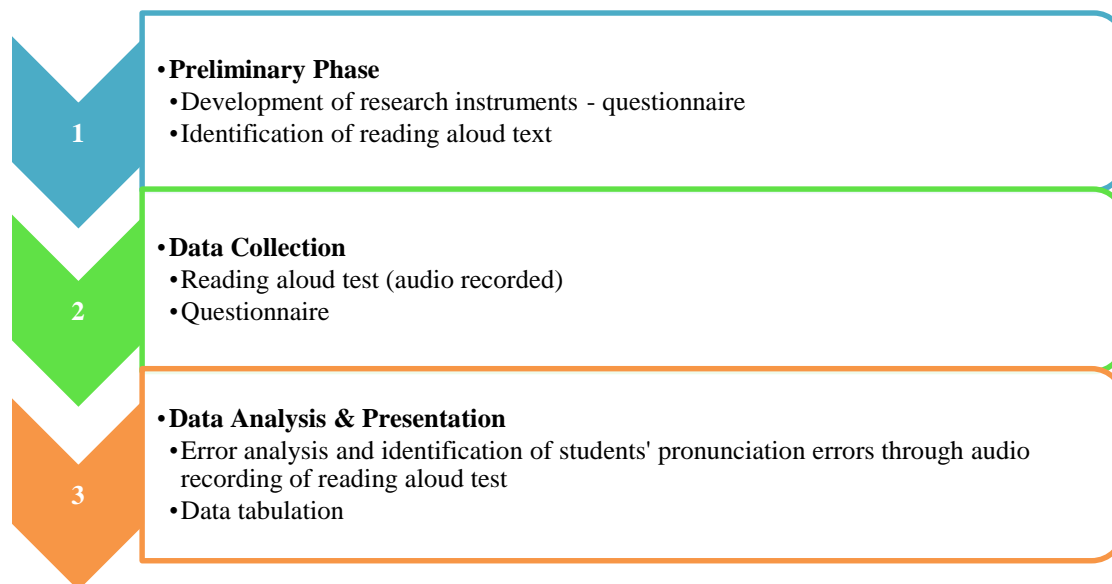 1
•Preliminary Phase
•Development of research instruments - questionnaire
•Identification of reading aloud text
2
•Data Collection
•Reading aloud test (audio recorded)
•Questionnaire
3
•Data Analysis & Presentation
•Error analysis and identification of students' pronunciation errors through audio
recording of reading aloud test
•Data tabulation